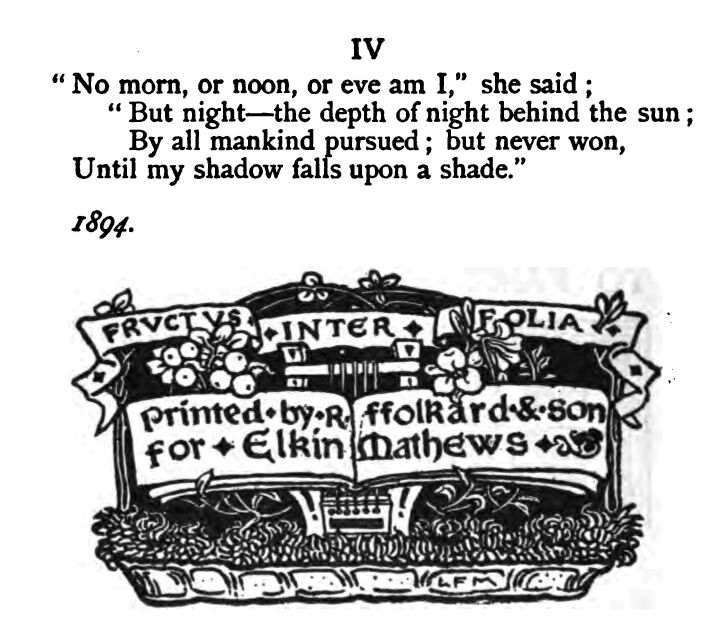 IV
“ No morn, or noon, or eve am I,” she said ;
“ But night—the depth of night behind the sun ;
By all mankind pursued ; but never won,
Until my shadow falls upon a shade.”
1894.
FRVCTVS · INTER ✦ FOLIA ✦
printed · by · R. ffolkard · & · Son
for ✦ Elkin Mathews ✦
LFM